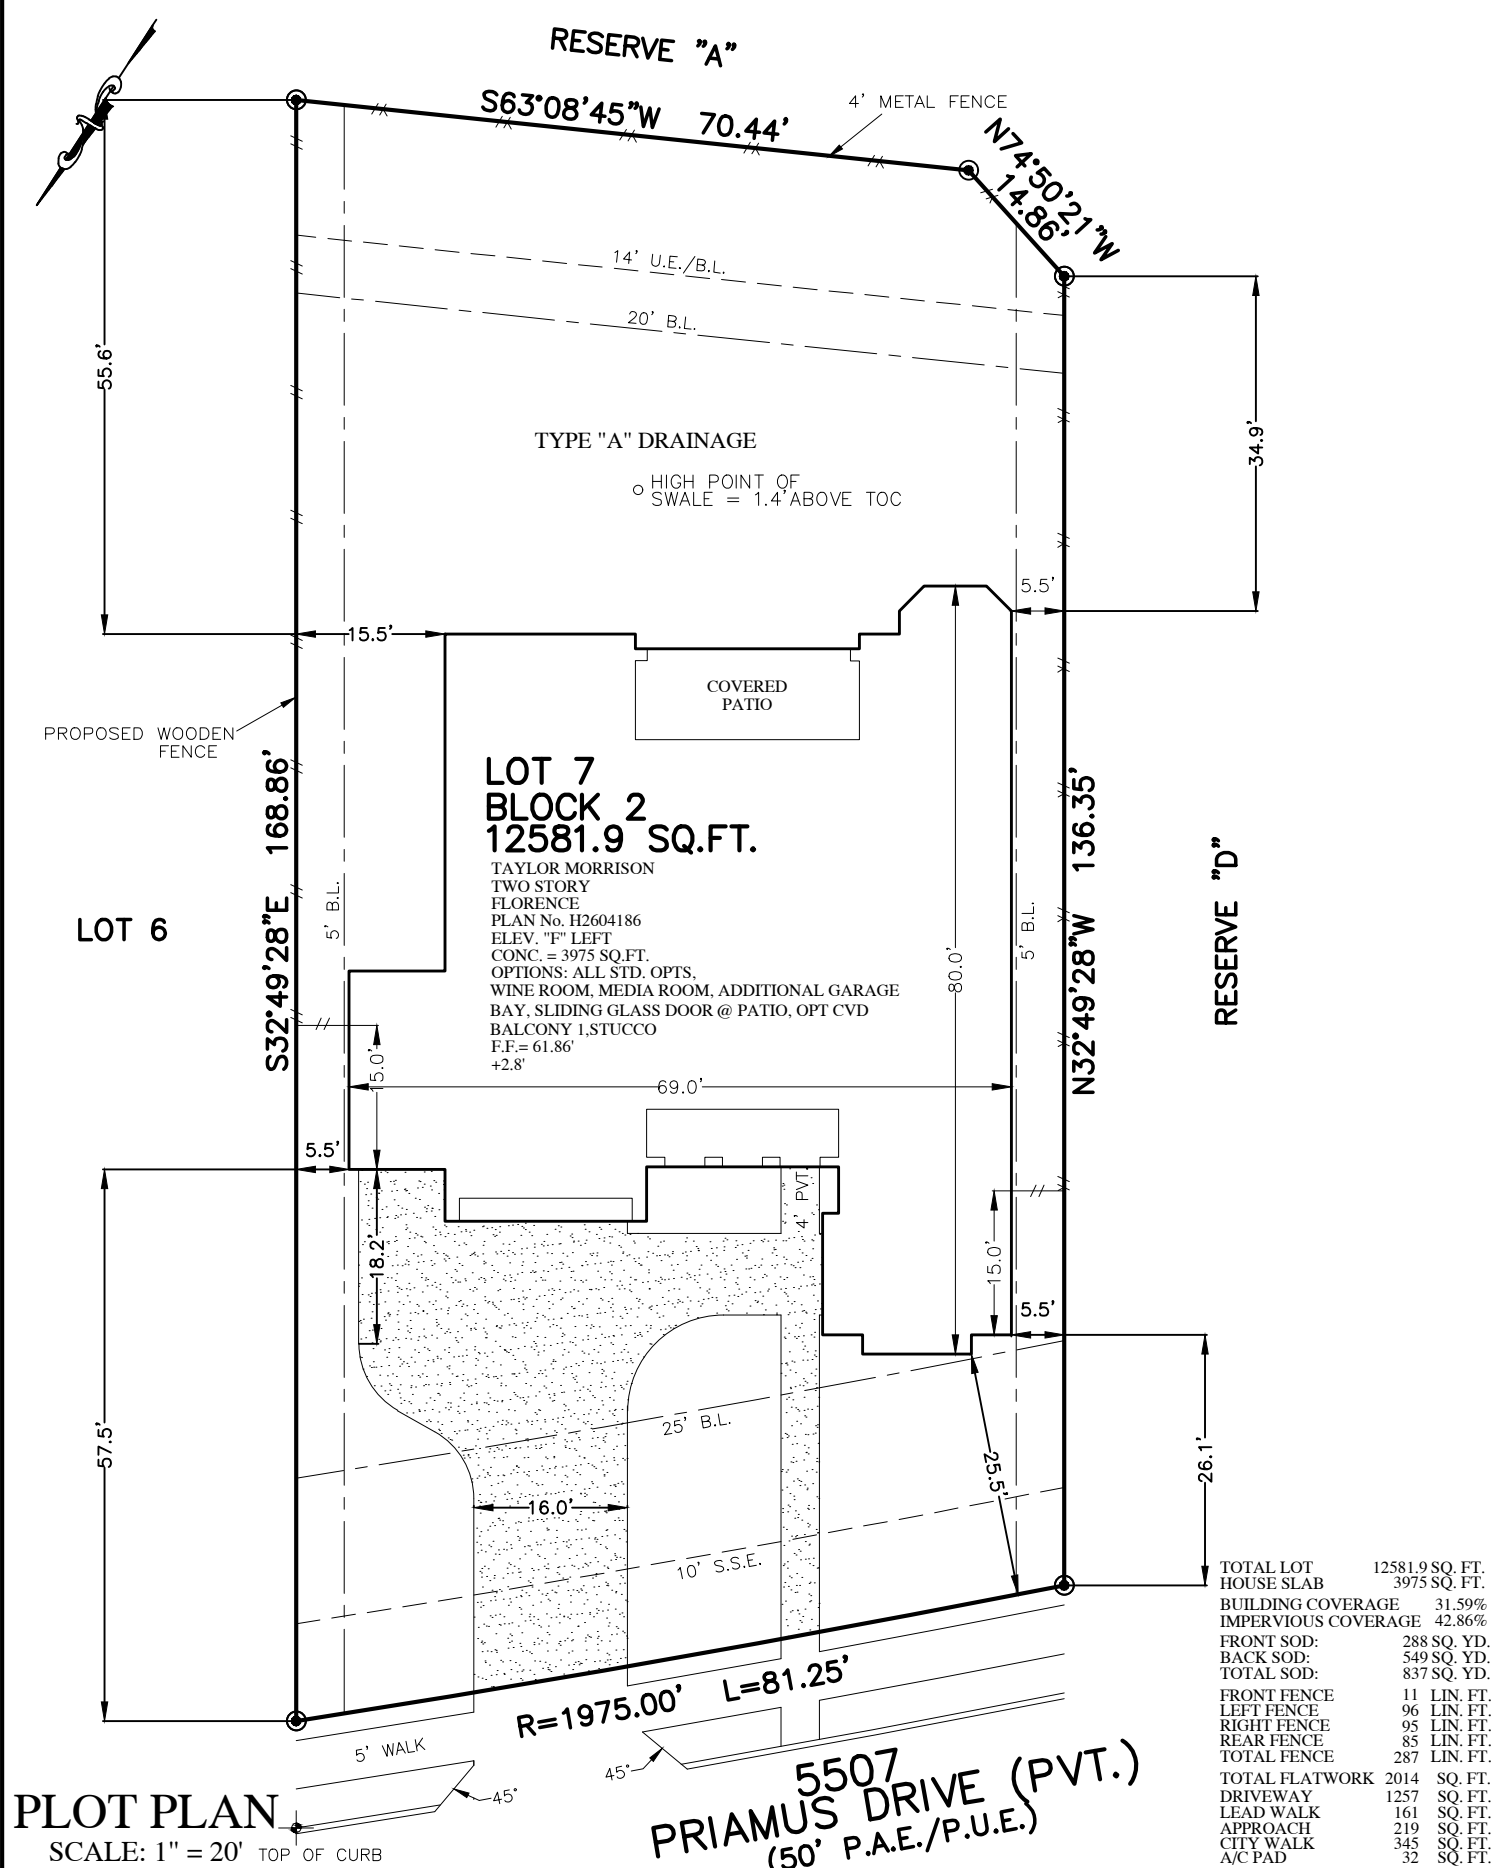 RESERVE "A"
S63°08'45"W 70.44'
4' METAL FENCE
N74°50'21"W
14.86'
14' U.E./B.L.
20' B.L.
55.6'
34.9'
TYPE "A" DRAINAGE
HIGH POINT OF
SWALE = 1.4' ABOVE TOC
5.5'
15.5'
COVERED
PATIO
PROPOSED WOODEN
FENCE
LOT 7
BLOCK 2
12581.9 SQ.FT.
TAYLOR MORRISON
TWO STORY
FLORENCE
PLAN No. H2604186
ELEV. "F" LEFT
CONC. = 3975 SQ.FT.
OPTIONS: ALL STD. OPTS,
WINE ROOM, MEDIA ROOM, ADDITIONAL GARAGE
BAY, SLIDING GLASS DOOR @ PATIO, OPT CVD
BALCONY 1,STUCCO
F.F.= 61.86'
+2.8'
S32°49'28"E 168.86'
N32°49'28"W 136.35'
LOT 6
RESERVE "D"
5' B.L.
5' B.L.
80.0'
15.0'
69.0'
5.5'
4' PVT.
18.2'
15.0'
5.5'
25' B.L.
57.5'
26.1'
25.5'
16.0'
10' S.S.E.
R=1975.00' L=81.25'
5' WALK
45°
45°
5507
PRIAMUS DRIVE (PVT.)
(50' P.A.E./P.U.E.)
PLOT PLAN
SCALE: 1" = 20'
TOP OF CURB
TOTAL LOT 12581.9 SQ. FT.
HOUSE SLAB 3975 SQ. FT.
BUILDING COVERAGE 31.59%
IMPERVIOUS COVERAGE 42.86%
FRONT SOD: 288 SQ. YD.
BACK SOD: 549 SQ. YD.
TOTAL SOD: 837 SQ. YD.
FRONT FENCE 11 LIN. FT.
LEFT FENCE 96 LIN. FT.
RIGHT FENCE 95 LIN. FT.
REAR FENCE 85 LIN. FT.
TOTAL FENCE 287 LIN. FT.
TOTAL FLATWORK 2014 SQ. FT.
DRIVEWAY 1257 SQ. FT.
LEAD WALK 161 SQ. FT.
APPROACH 219 SQ. FT.
CITY WALK 345 SQ. FT.
A/C PAD 32 SQ. FT.